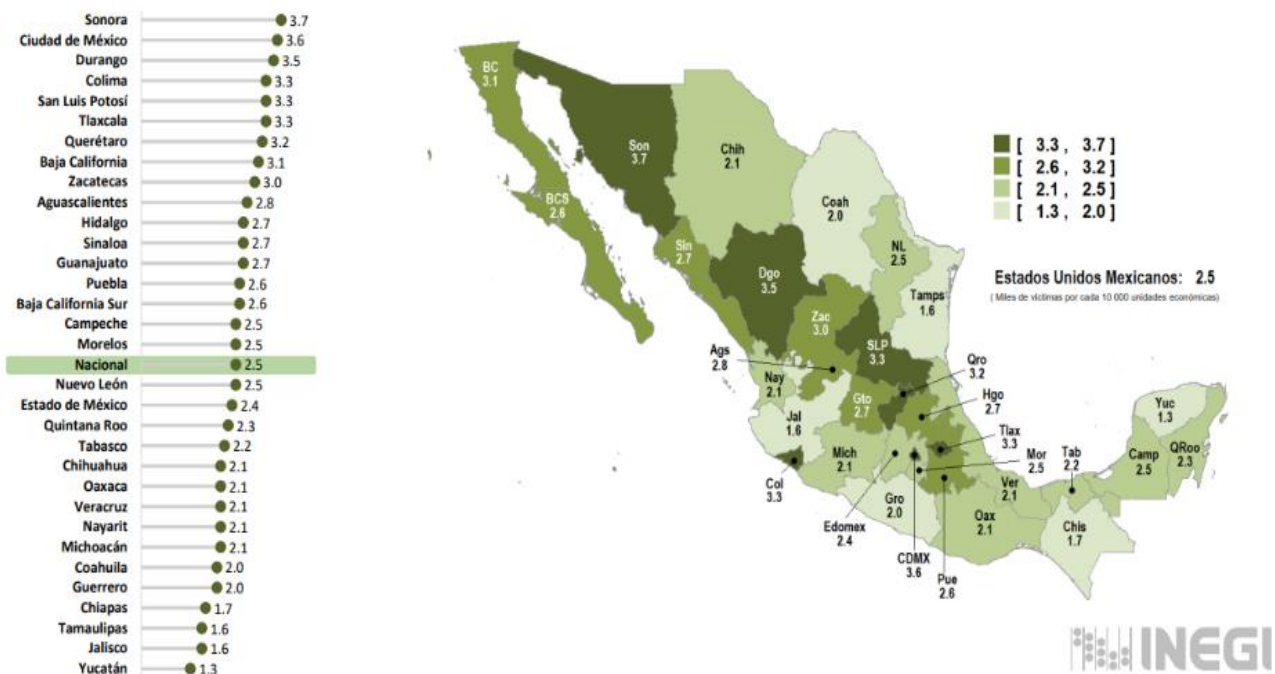 Sonora 3.7
Ciudad de México 3.6
Durango 3.5
Colima 3.3
San Luis Potosí 3.3
Tlaxcala 3.3
Querétaro 3.2
Baja California 3.1
Zacatecas 3.0
Aguascalientes 2.8
Hidalgo 2.7
Sinaloa 2.7
Guanajuato 2.7
Puebla 2.6
Baja California Sur 2.6
Campeche 2.5
Morelos 2.5
Nacional 2.5
Nuevo León 2.5
Estado de México 2.4
Quintana Roo 2.3
Tabasco 2.2
Chihuahua 2.1
Oaxaca 2.1
Veracruz 2.1
Nayarit 2.1
Michoacán 2.1
Coahuila 2.0
Guerrero 2.0
Chiapas 1.7
Tamaulipas 1.6
Jalisco 1.6
Yucatán 1.3
BC
3.1
Son
3.7
Chih
2.1
BCS
2.6
Coah
2.0
Sin
2.7
NL
2.5
Dgo
3.5
Tamps
1.6
Zac
3.0
SLP
3.3
Ags
2.8
Nay
2.1
Qro
3.2
Gto
2.7
Hgo
2.7
Jal
1.6
Tlax
3.3
Mich
2.1
Mor
2.5
Tab
2.2
Yuc
1.3
Camp
2.5
QRoo
2.3
Col
3.3
Ver
2.1
Gro
2.0
Oax
2.1
Chis
1.7
Edomex
2.4
CDMX
3.6
Pue
2.6
[ 3.3 , 3.7 ]
[ 2.6 , 3.2 ]
[ 2.1 , 2.5 ]
[ 1.3 , 2.0 ]
Estados Unidos Mexicanos: 2.5
( Miles de víctimas por cada 10 000 unidades económicas)
INEGI